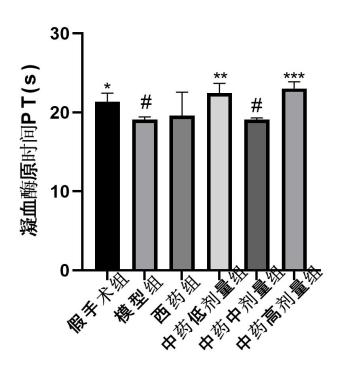 凝血酶原时间PT(s)
30
20
10
0
*
#
**
#
***
假手术组
模型组
西药组
中药低剂量组
中药中剂量组
中药高剂量组